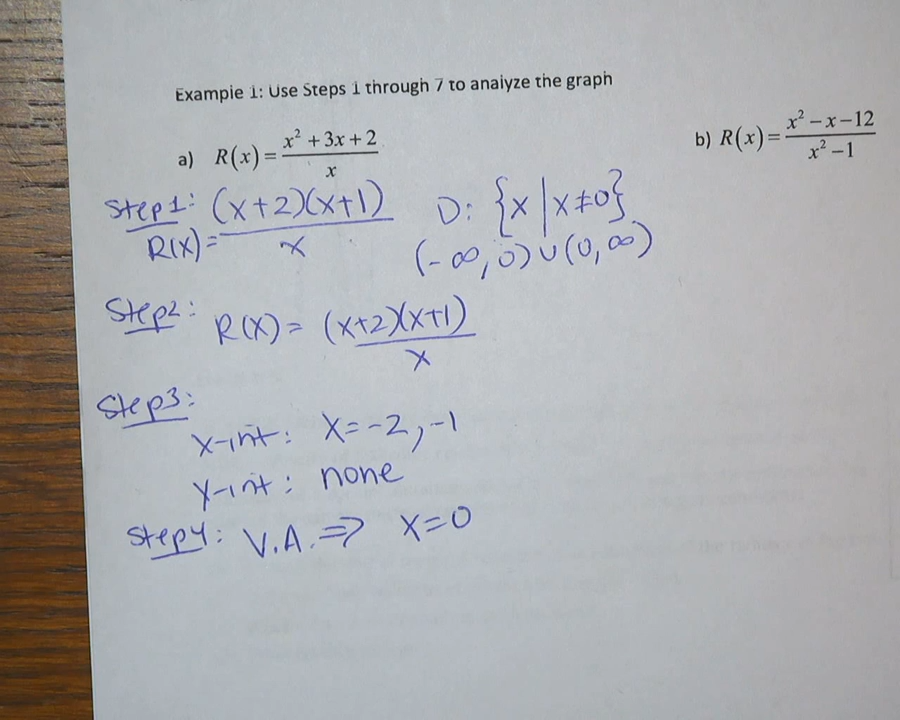 Example 1: Use Steps 1 through 7 to analyze the graph
a) R(x) = (x² + 3x + 2)/x
b) R(x) = (x² − x − 12)/(x² − 1)
Step 1: R(x) = (x+2)(x+1)/x
D: {x | x ≠ 0}
(-∞, 0) ∪ (0, ∞)
Step 2: R(x) = (x+2)(x+1)/x
Step 3:
x-int: x = -2, -1
y-int: none
Step 4: V.A. ⇒ x = 0